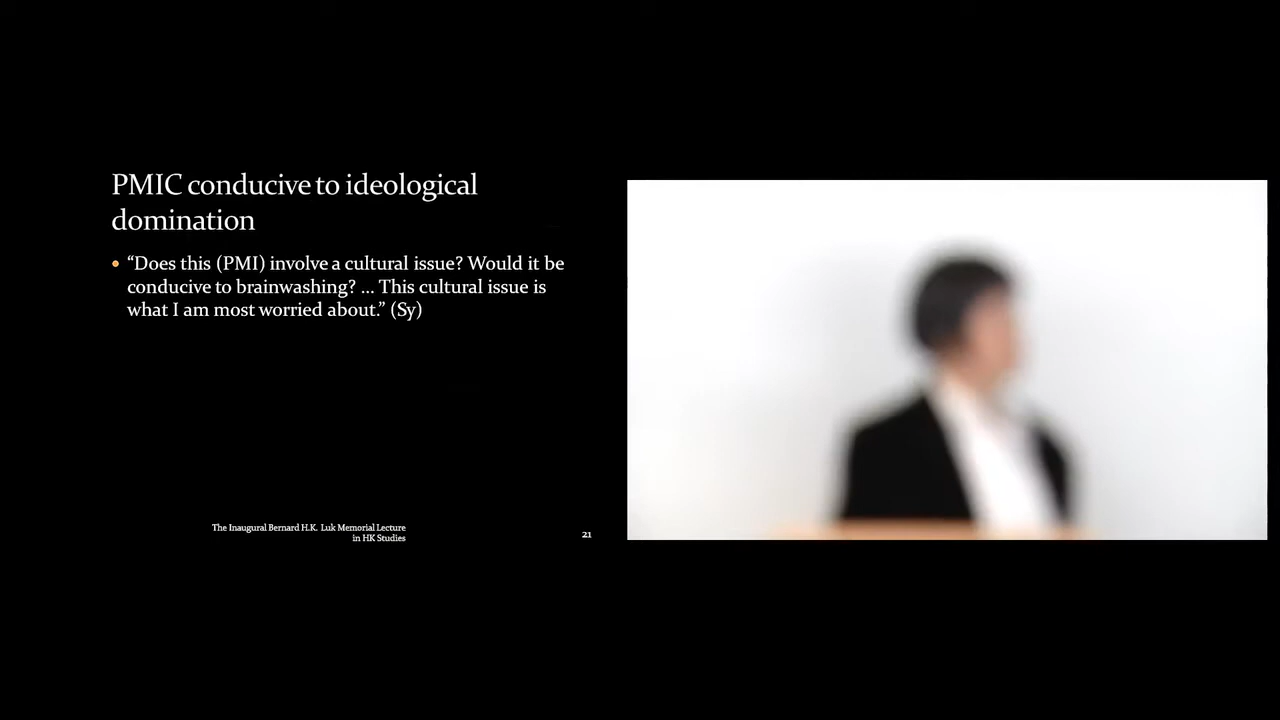 PMIC conducive to ideological
domination
“Does this (PMI) involve a cultural issue? Would it be
conducive to brainwashing? ... This cultural issue is
what I am most worried about.” (Sy)
The Inaugural Bernard H.K. Luk Memorial Lecture
in HK Studies
21